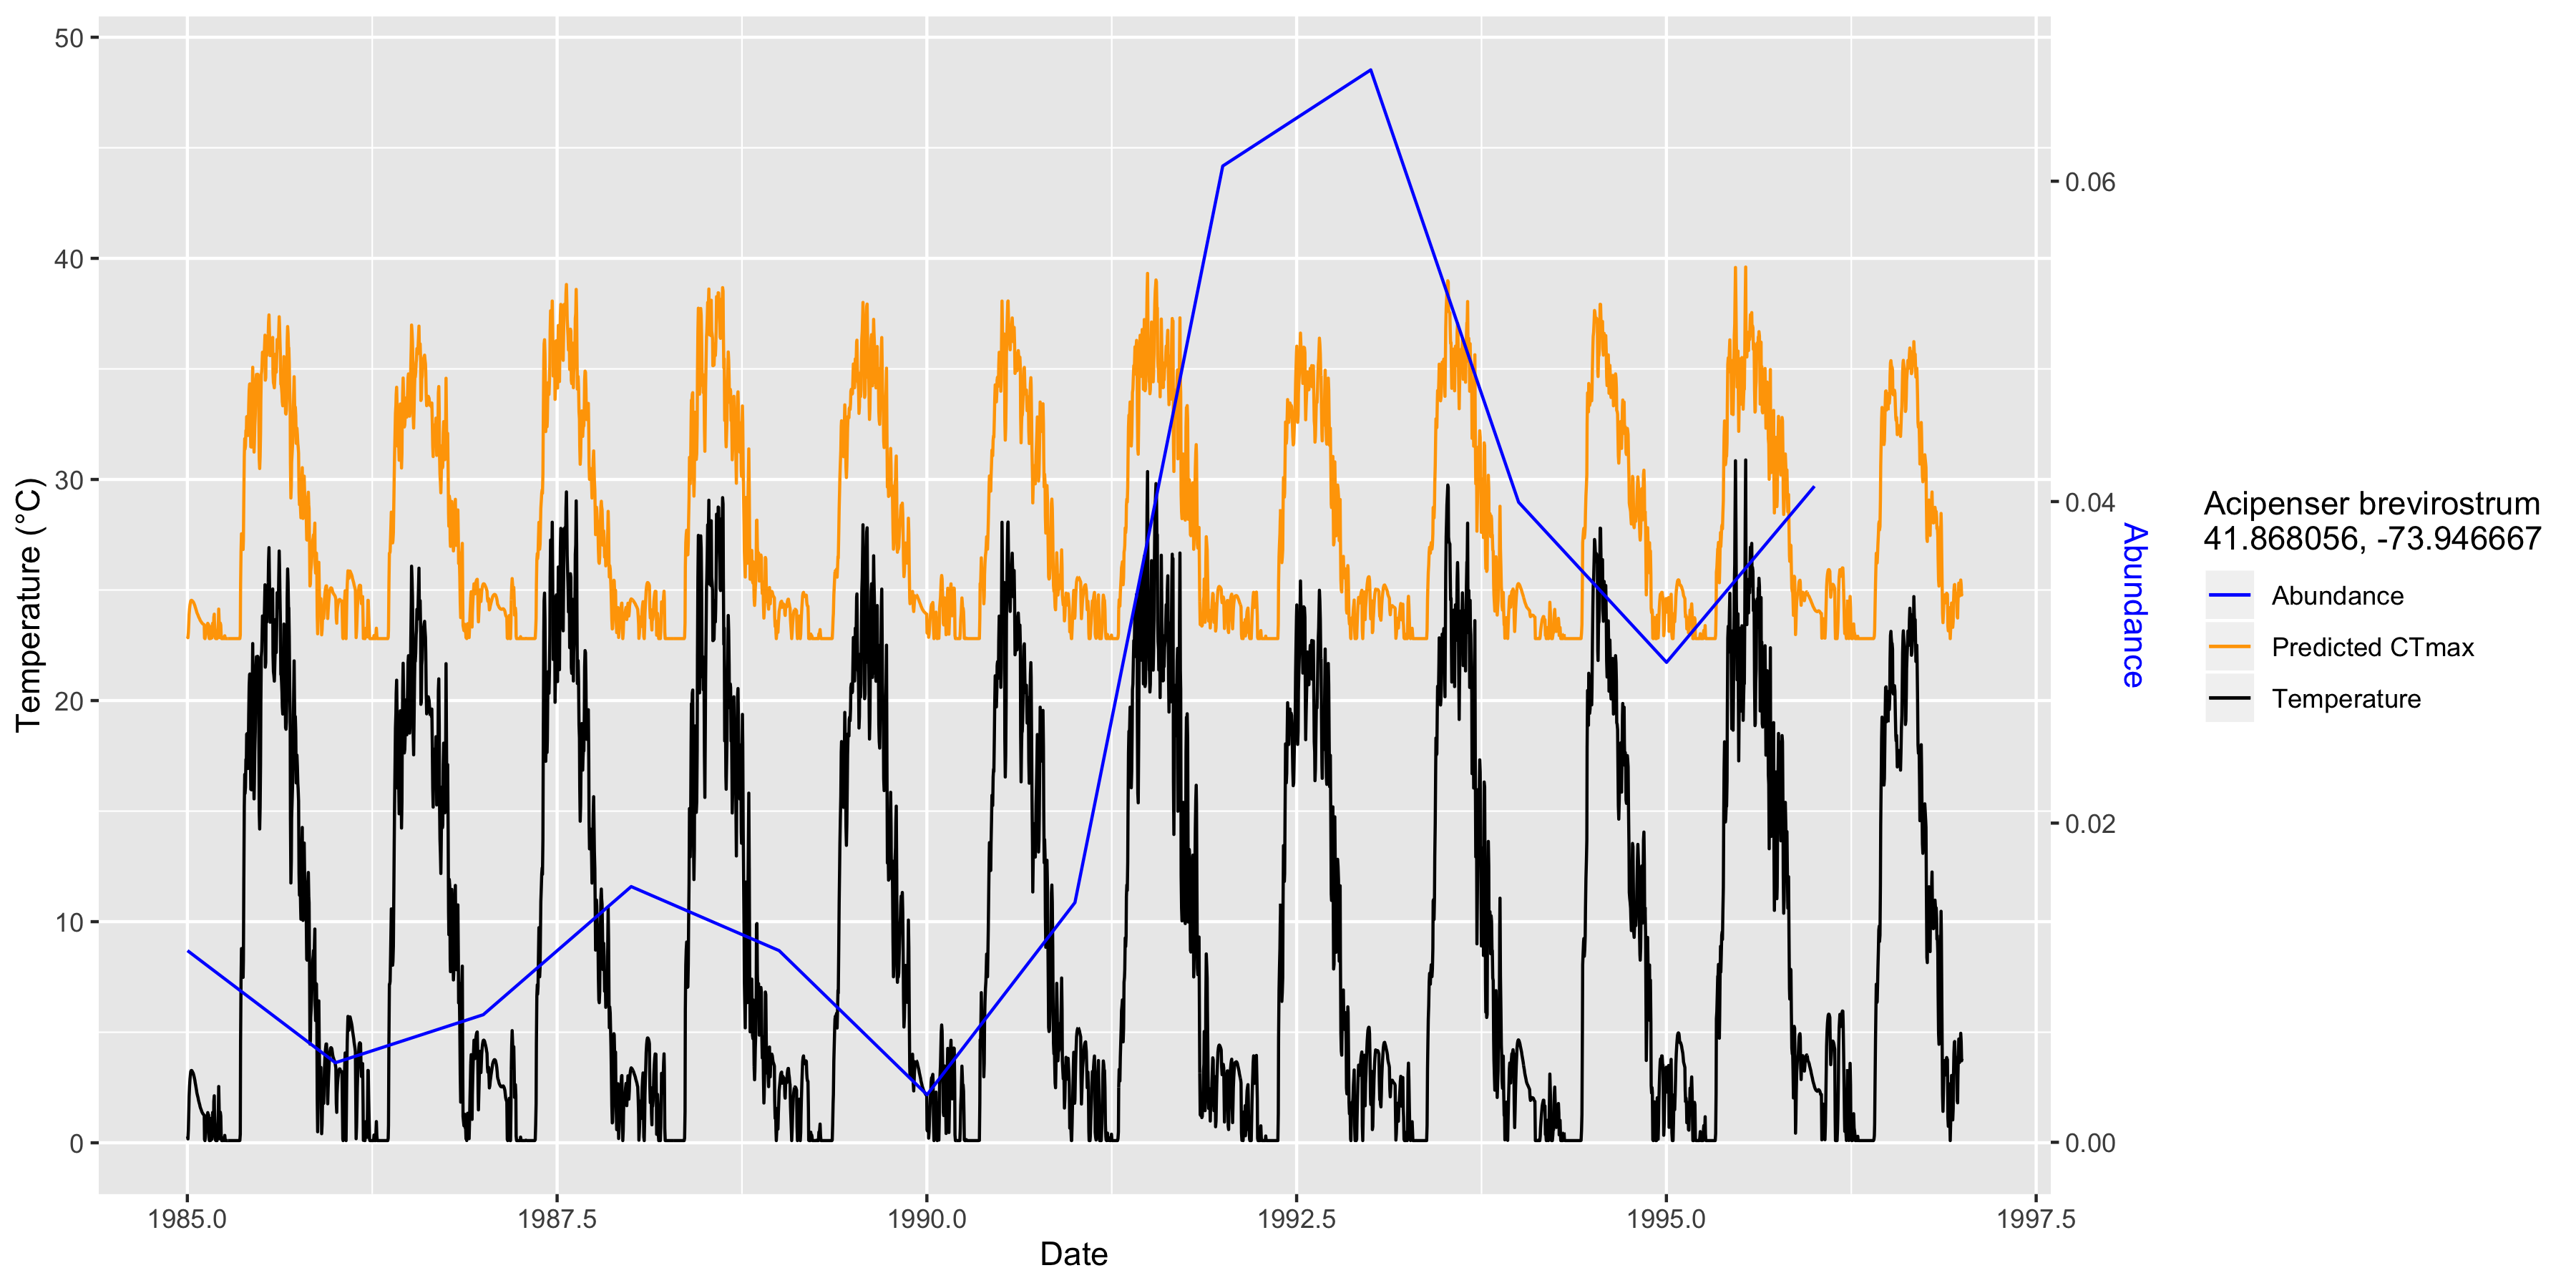 50
40
30
20
10
0
Temperature (°C)
1985.0
1987.5
1990.0
1992.5
1995.0
1997.5
Date
0.06
0.04
0.02
0.00
Abundance
Acipenser brevirostrum
41.868056, -73.946667
Abundance
Predicted CTmax
Temperature